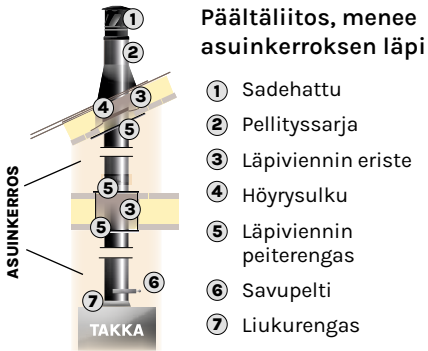 Päältäliitos, menee
asuinkerroksen läpi
1 Sadehattu
2 Pellityssarja
3 Läpiviennin eriste
4 Höyrysulku
5 Läpiviennin
peiterengas
6 Savupelti
7 Liukurengas
1
2
3
4
5
ASUINKERROS
5
3
5
6
7
TAKKA